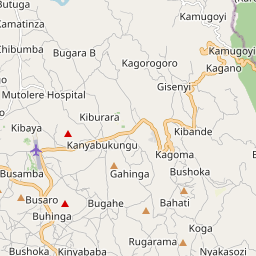 Butuga
Kamugoyi
Kamatinza
Chibumba
Bugara B
Kamugoyi
Kagorogoro
Kagano
Gisenyi
Mutolere Hospital
Kiburara
Kibaya
Kibande
Kanyabukungu
Kagoma
Busamba
Gahinga
Bushoka
Busaro
Bugahe
Bahati
Buhinga
Koga
Rugarama
Kinyababa
Nyakasozi